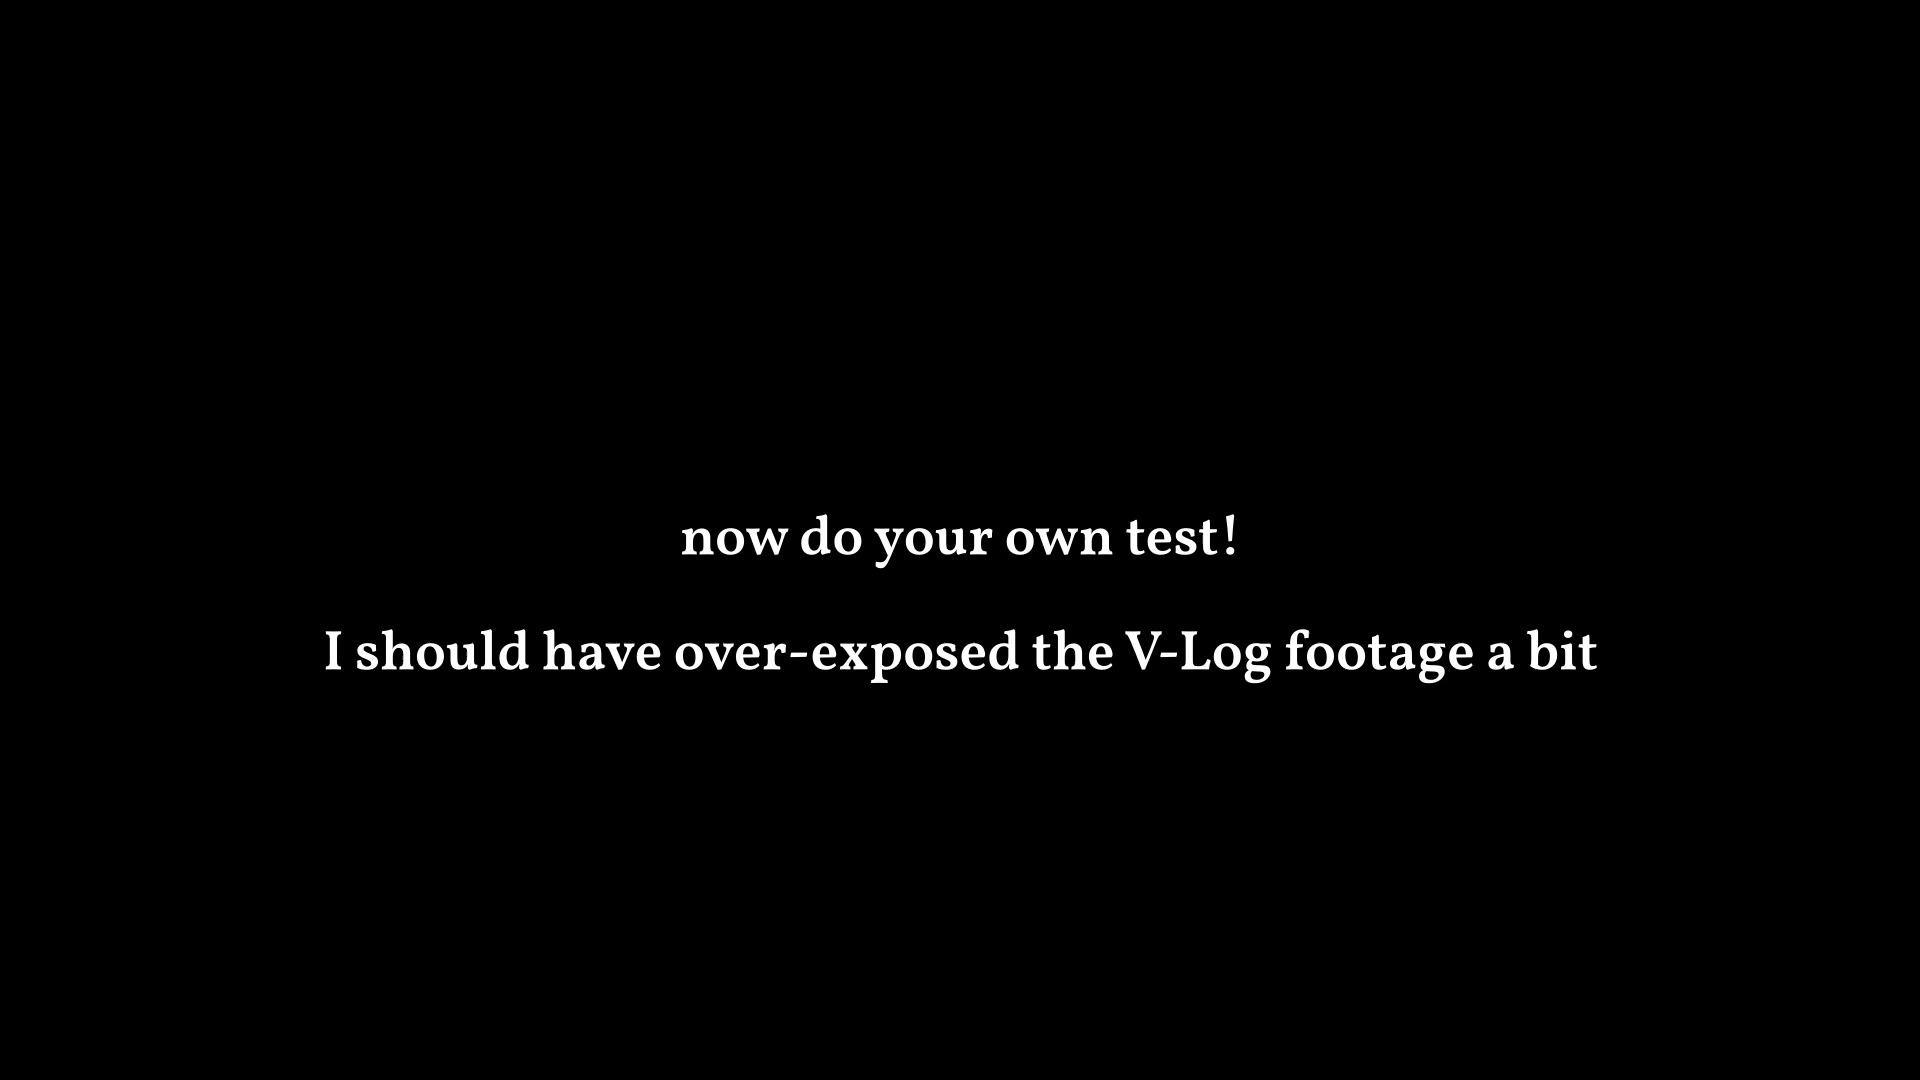 now do your own test!
I should have over-exposed the V-Log footage a bit